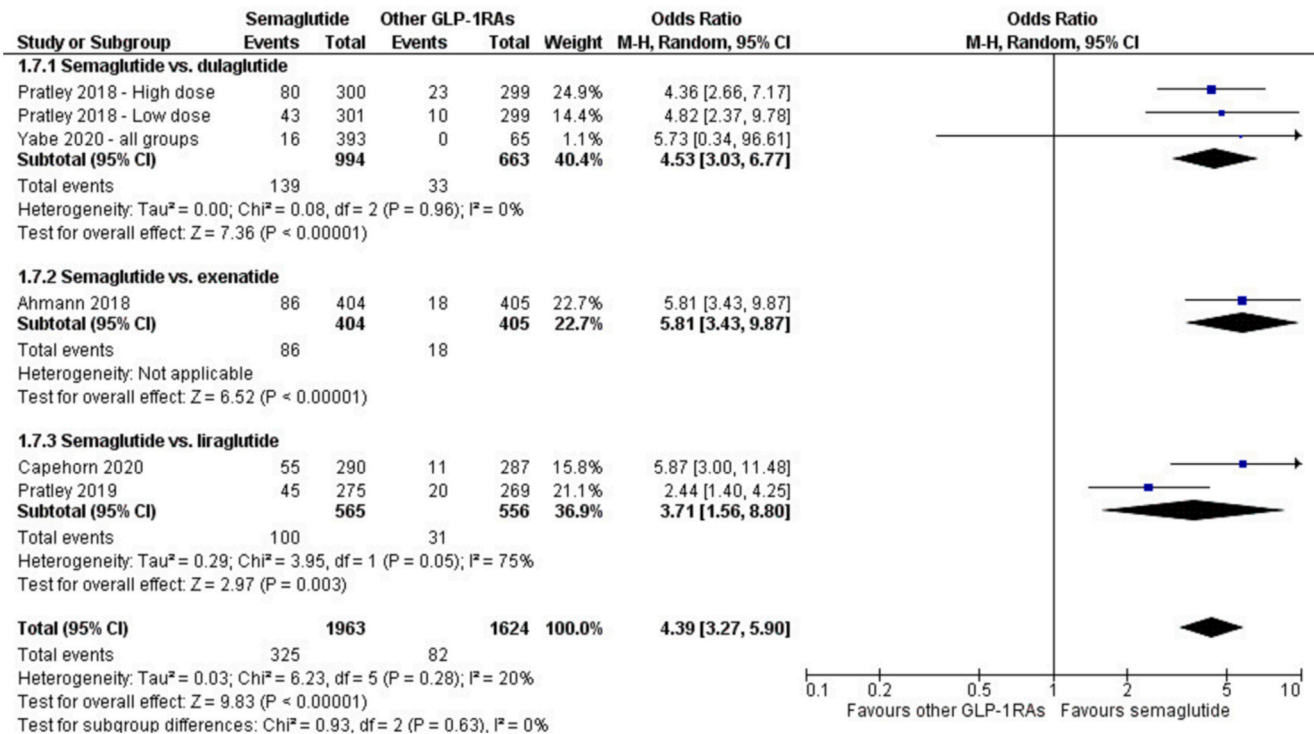 Semaglutide Other GLP-1RAs Odds Ratio Odds Ratio
Study or Subgroup Events Total Events Total Weight M-H, Random, 95% CI M-H, Random, 95% CI
1.7.1 Semaglutide vs. dulaglutide
Pratley 2018 - High dose 80 300 23 299 24.9% 4.36 [2.66, 7.17]
Pratley 2018 - Low dose 43 301 10 299 14.4% 4.82 [2.37, 9.78]
Yabe 2020 - all groups 16 393 0 65 1.1% 5.73 [0.34, 96.61]
Subtotal (95% CI) 994 663 40.4% 4.53 [3.03, 6.77]
Total events 139 33
Heterogeneity: Tau² = 0.00; Chi² = 0.08, df = 2 (P = 0.96); I² = 0%
Test for overall effect: Z = 7.36 (P < 0.00001)
1.7.2 Semaglutide vs. exenatide
Ahmann 2018 86 404 18 405 22.7% 5.81 [3.43, 9.87]
Subtotal (95% CI) 404 405 22.7% 5.81 [3.43, 9.87]
Total events 86 18
Heterogeneity: Not applicable
Test for overall effect: Z = 6.52 (P < 0.00001)
1.7.3 Semaglutide vs. liraglutide
Capehorn 2020 55 290 11 287 15.8% 5.87 [3.00, 11.48]
Pratley 2019 45 275 20 269 21.1% 2.44 [1.40, 4.25]
Subtotal (95% CI) 565 556 36.9% 3.71 [1.56, 8.80]
Total events 100 31
Heterogeneity: Tau² = 0.29; Chi² = 3.95, df = 1 (P = 0.05); I² = 75%
Test for overall effect: Z = 2.97 (P = 0.003)
Total (95% CI) 1963 1624 100.0% 4.39 [3.27, 5.90]
Total events 325 82
Heterogeneity: Tau² = 0.03; Chi² = 6.23, df = 5 (P = 0.28); I² = 20%
Test for overall effect: Z = 9.83 (P < 0.00001)
Test for subgroup differences: Chi² = 0.93, df = 2 (P = 0.63), I² = 0%
0.1 0.2 0.5 1 2 5 10
Favours other GLP-1RAs Favours semaglutide